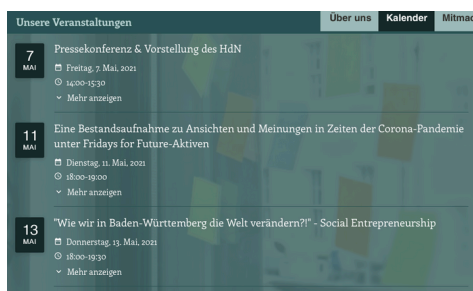 Unsere Veranstaltungen
Über uns Kalender Mitmac
7
MAI
Pressekonferenz & Vorstellung des HdN
Freitag, 7. Mai, 2021
14:00-15:30
Mehr anzeigen
11
MAI
Eine Bestandsaufnahme zu Ansichten und Meinungen in Zeiten der Corona-Pandemie
unter Fridays for Future-Aktiven
Dienstag, 11. Mai, 2021
18:00-19:00
Mehr anzeigen
13
MAI
"Wie wir in Baden-Württemberg die Welt verändern?!" - Social Entrepreneurship
Donnerstag, 13. Mai, 2021
18:00-19:30
Mehr anzeigen